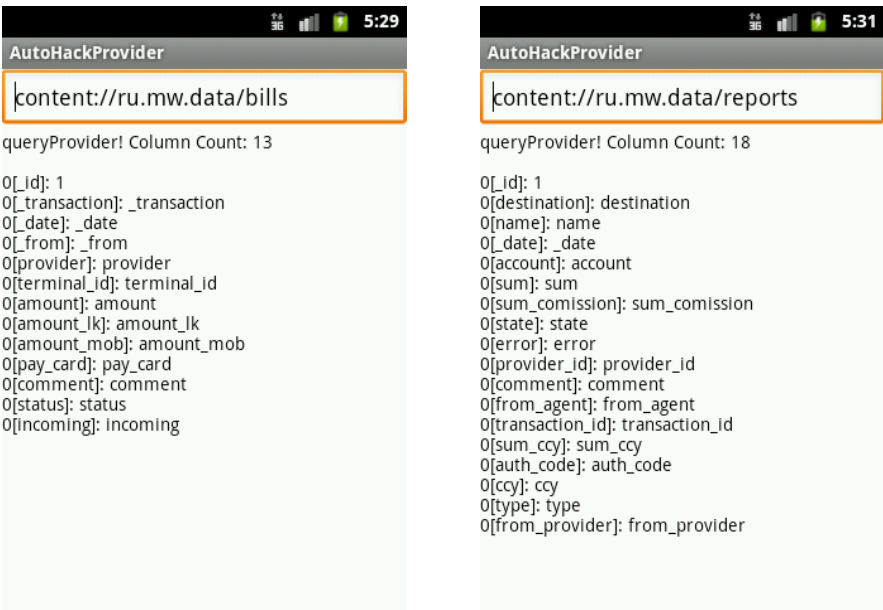 3G 5:29
AutoHackProvider
content://ru.mw.data/bills
queryProvider! Column Count: 13
0[_id]: 1
0[_transaction]: _transaction
0[_date]: _date
0[_from]: _from
0[provider]: provider
0[terminal_id]: terminal_id
0[amount]: amount
0[amount_lk]: amount_lk
0[amount_mob]: amount_mob
0[pay_card]: pay_card
0[comment]: comment
0[status]: status
0[incoming]: incoming
3G 5:31
AutoHackProvider
content://ru.mw.data/reports
queryProvider! Column Count: 18
0[_id]: 1
0[destination]: destination
0[name]: name
0[_date]: _date
0[account]: account
0[sum]: sum
0[sum_comission]: sum_comission
0[state]: state
0[error]: error
0[provider_id]: provider_id
0[comment]: comment
0[from_agent]: from_agent
0[transaction_id]: transaction_id
0[sum_ccy]: sum_ccy
0[auth_code]: auth_code
0[ccy]: ccy
0[type]: type
0[from_provider]: from_provider